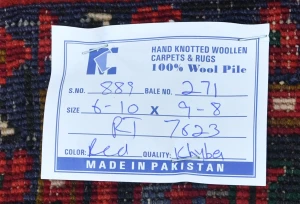 HAND KNOTTED WOOLLEN
CARPETS & RUGS
100% Wool Pile
S.NO. 889 BALE NO. 271
SIZE 6-10 X 9-8
RT 7623
COLOR: Red QUALITY: Khyber
MADE IN PAKISTAN